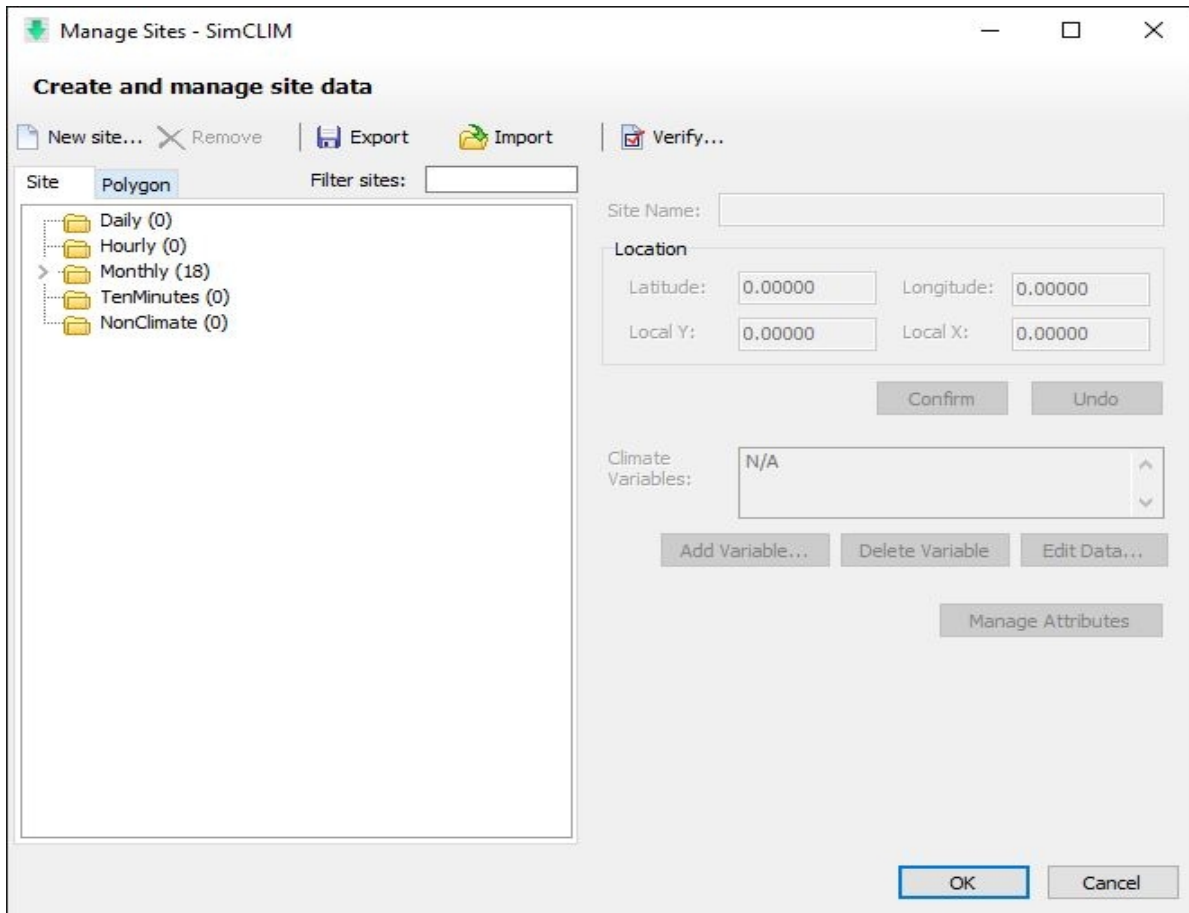 Manage Sites - SimCLIM
Create and manage site data
New site... Remove Export Import Verify...
Site Polygon Filter sites:
Daily (0)
Hourly (0)
Monthly (18)
TenMinutes (0)
NonClimate (0)
Site Name:
Location
Latitude: 0.00000 Longitude: 0.00000
Local Y: 0.00000 Local X: 0.00000
Confirm Undo
Climate
Variables:
N/A
Add Variable... Delete Variable Edit Data...
Manage Attributes
OK Cancel